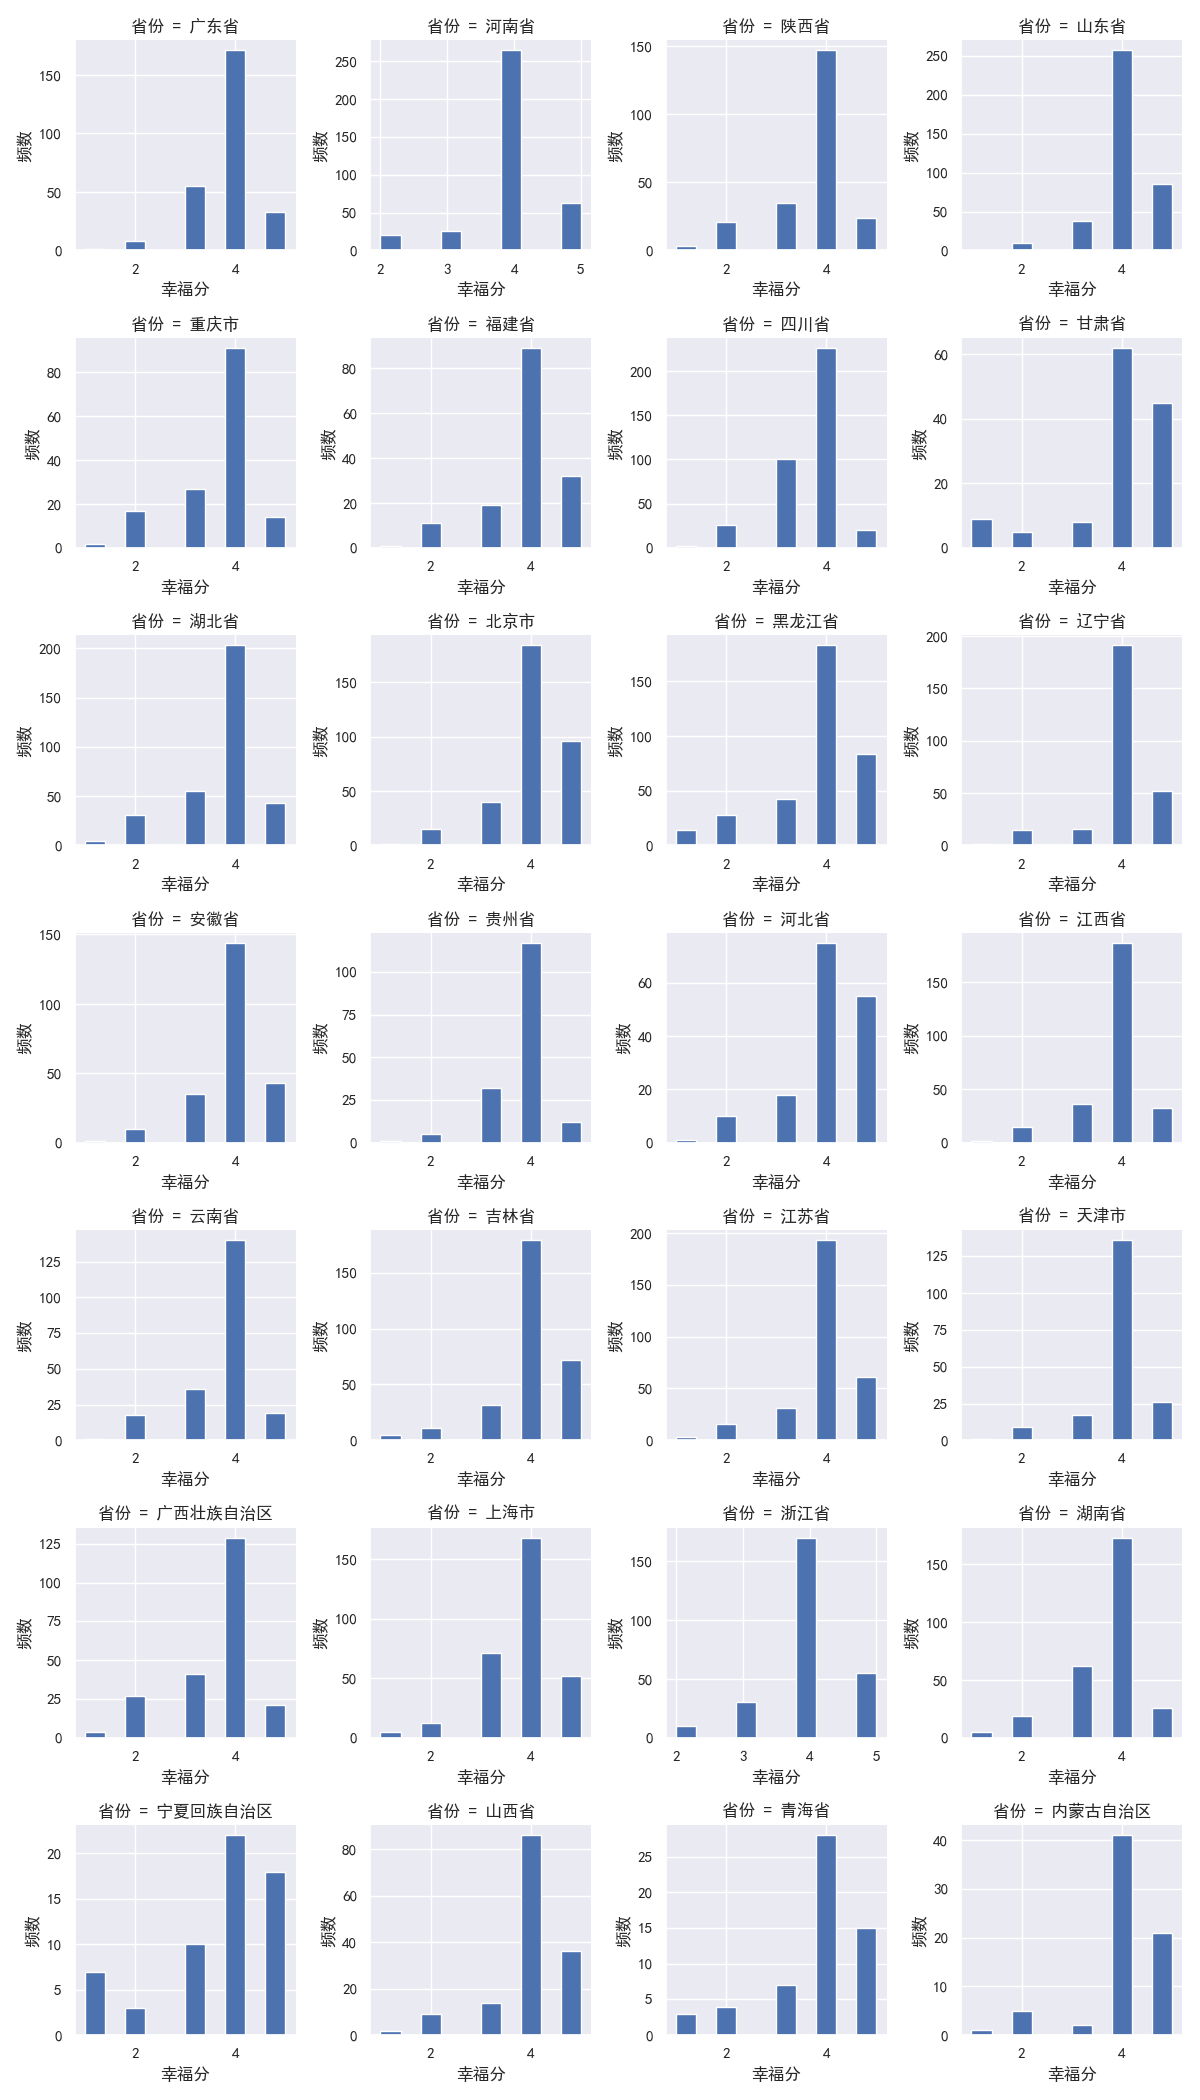 省份 = 广东省
150
100
50
0
频数
2 4
幸福分
省份 = 河南省
250
200
150
100
50
0
频数
2 3 4 5
幸福分
省份 = 陕西省
150
100
50
0
频数
2 4
幸福分
省份 = 山东省
250
200
150
100
50
0
频数
2 4
幸福分
省份 = 重庆市
80
60
40
20
0
频数
2 4
幸福分
省份 = 福建省
80
60
40
20
0
频数
2 4
幸福分
省份 = 四川省
200
150
100
50
0
频数
2 4
幸福分
省份 = 甘肃省
60
40
20
0
频数
2 4
幸福分
省份 = 湖北省
200
150
100
50
0
频数
2 4
幸福分
省份 = 北京市
150
100
50
0
频数
2 4
幸福分
省份 = 黑龙江省
150
100
50
0
频数
2 4
幸福分
省份 = 辽宁省
200
150
100
50
0
频数
2 4
幸福分
省份 = 安徽省
150
100
50
0
频数
2 4
幸福分
省份 = 贵州省
100
75
50
25
0
频数
2 4
幸福分
省份 = 河北省
60
40
20
0
频数
2 4
幸福分
省份 = 江西省
150
100
50
0
频数
2 4
幸福分
省份 = 云南省
125
100
75
50
25
0
频数
2 4
幸福分
省份 = 吉林省
150
100
50
0
频数
2 4
幸福分
省份 = 江苏省
200
150
100
50
0
频数
2 4
幸福分
省份 = 天津市
125
100
75
50
25
0
频数
2 4
幸福分
省份 = 广西壮族自治区
125
100
75
50
25
0
频数
2 4
幸福分
省份 = 上海市
150
100
50
0
频数
2 4
幸福分
省份 = 浙江省
150
100
50
0
频数
2 3 4 5
幸福分
省份 = 湖南省
150
100
50
0
频数
2 4
幸福分
省份 = 宁夏回族自治区
20
15
10
5
0
频数
2 4
幸福分
省份 = 山西省
80
60
40
20
0
频数
2 4
幸福分
省份 = 青海省
25
20
15
10
5
0
频数
2 4
幸福分
省份 = 内蒙古自治区
40
30
20
10
0
频数
2 4
幸福分